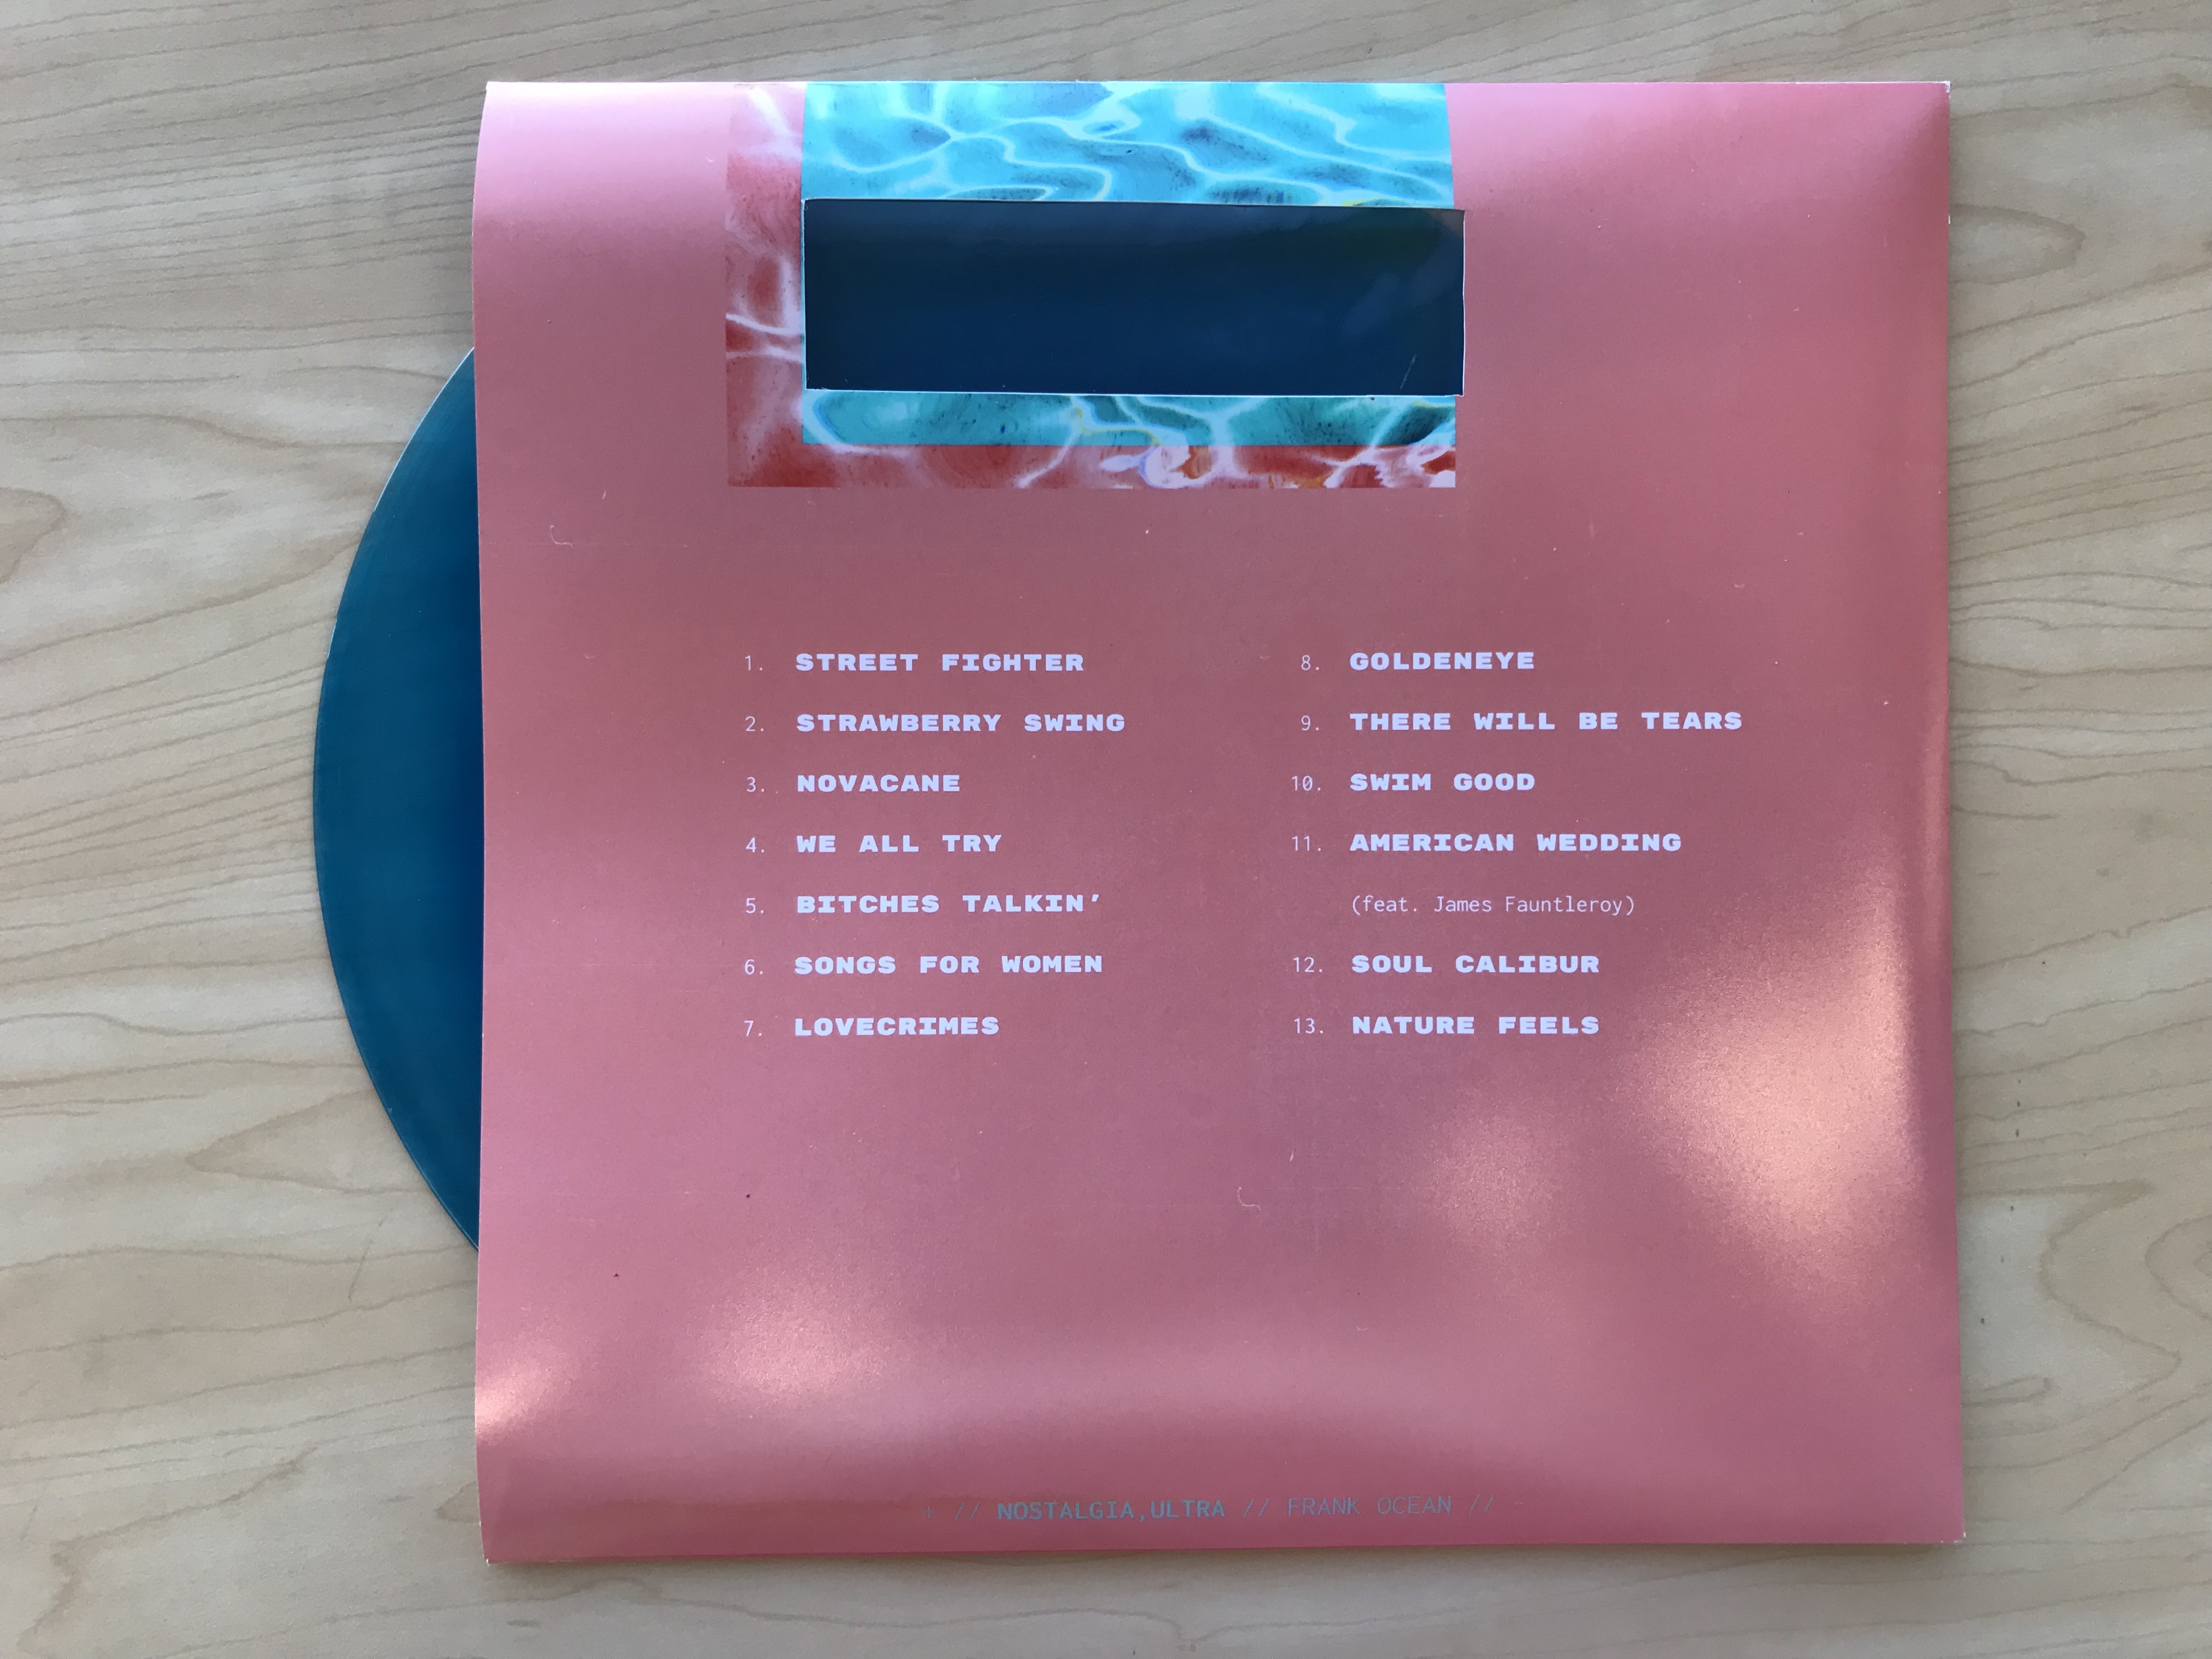 1. STREET FIGHTER
2. STRAWBERRY SWING
3. NOVACANE
4. WE ALL TRY
5. BITCHES TALKIN'
6. SONGS FOR WOMEN
7. LOVECRIMES
8. GOLDENEYE
9. THERE WILL BE TEARS
10. SWIM GOOD
11. AMERICAN WEDDING
(feat. James Fauntleroy)
12. SOUL CALIBUR
13. NATURE FEELS
+ // NOSTALGIA,ULTRA // FRANK OCEAN // -